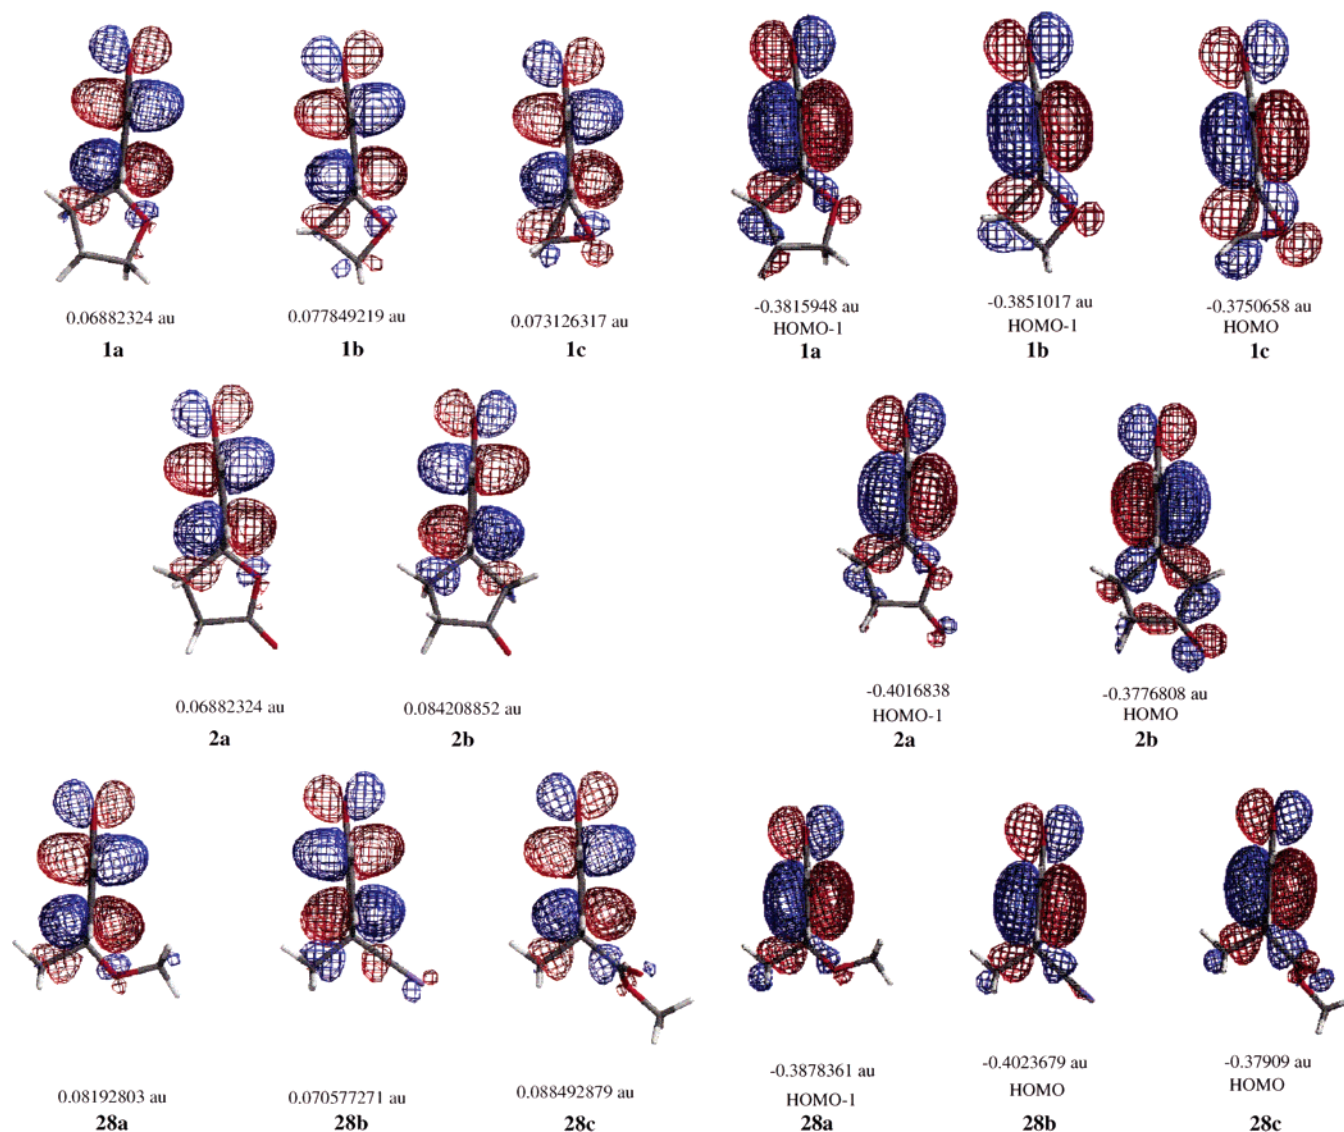 0.06882324 au
1a
0.077849219 au
1b
0.073126317 au
1c
-0.3815948 au
HOMO-1
1a
-0.3851017 au
HOMO-1
1b
-0.3750658 au
HOMO
1c
0.06882324 au
2a
0.084208852 au
2b
-0.4016838
HOMO-1
2a
-0.3776808 au
HOMO
2b
0.08192803 au
28a
0.070577271 au
28b
0.088492879 au
28c
-0.3878361 au
HOMO-1
28a
-0.4023679 au
HOMO
28b
-0.37909 au
HOMO
28c